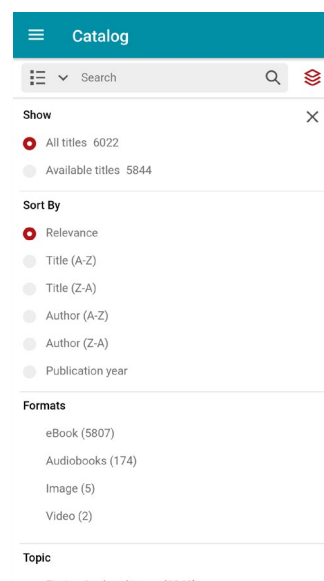 Catalog
Search
Show
All titles 6022
Available titles 5844
Sort By
Relevance
Title (A-Z)
Title (Z-A)
Author (A-Z)
Author (Z-A)
Publication year
Formats
eBook (5807)
Audiobooks (174)
Image (5)
Video (2)
Topic